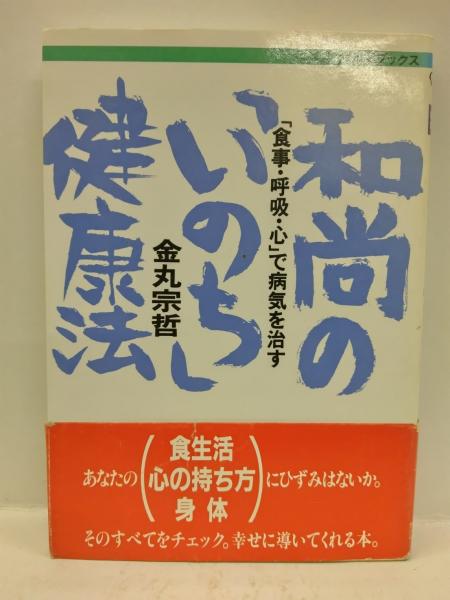 ブックス
和尚の
「いのち」
健康法
「食事・呼吸・心」で病気を治す
金丸宗哲
あなたの(食生活 心の持ち方 身体)にひずみはないか。
そのすべてをチェック。幸せに導いてくれる本。